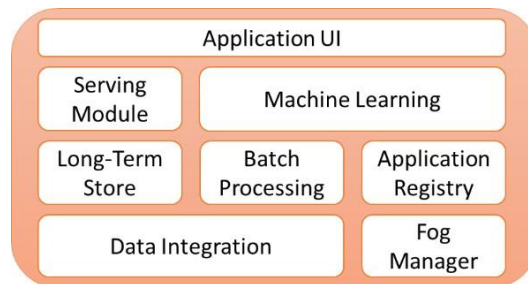 Application UI
Serving
Module
Machine Learning
Long-Term
Store
Batch
Processing
Application
Registry
Data Integration
Fog
Manager